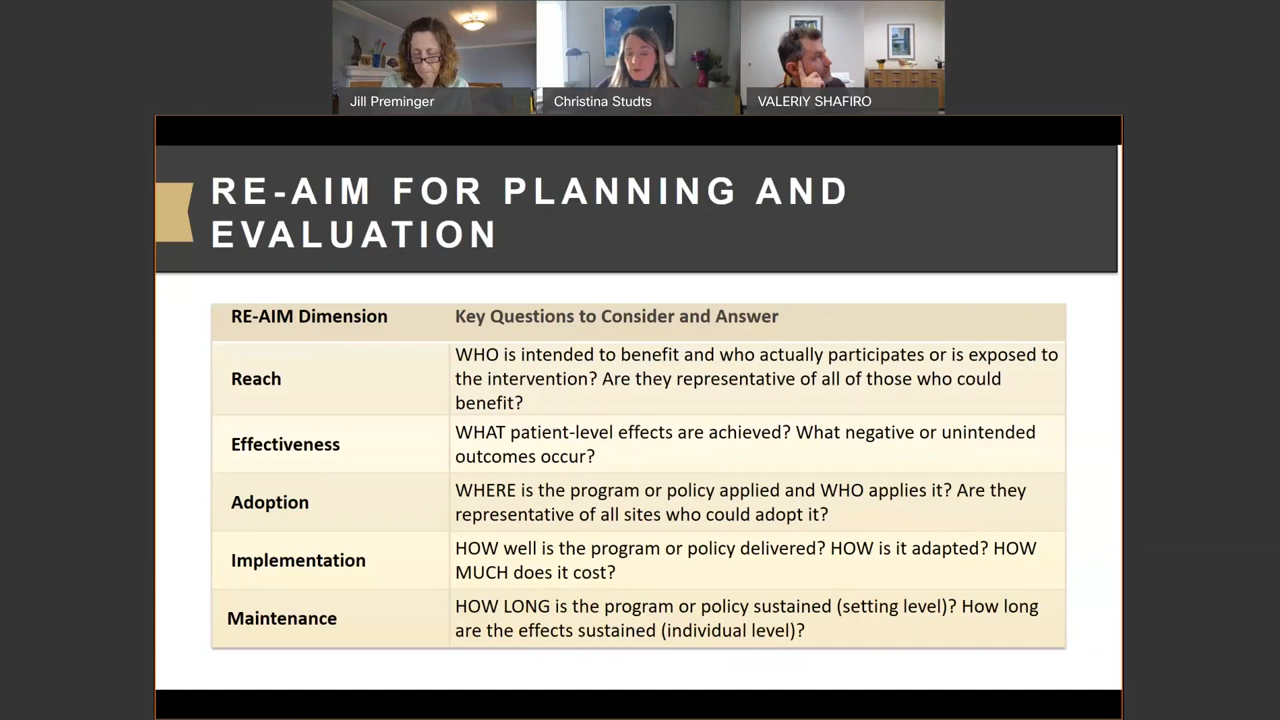 Jill Preminger
Christina Studts
VALERIY SHAFIRO
RE-AIM FOR PLANNING AND
EVALUATION
RE-AIM Dimension
Key Questions to Consider and Answer
Reach
WHO is intended to benefit and who actually participates or is exposed to
the intervention? Are they representative of all of those who could
benefit?
Effectiveness
WHAT patient-level effects are achieved? What negative or unintended
outcomes occur?
Adoption
WHERE is the program or policy applied and WHO applies it? Are they
representative of all sites who could adopt it?
Implementation
HOW well is the program or policy delivered? HOW is it adapted? HOW
MUCH does it cost?
Maintenance
HOW LONG is the program or policy sustained (setting level)? How long
are the effects sustained (individual level)?